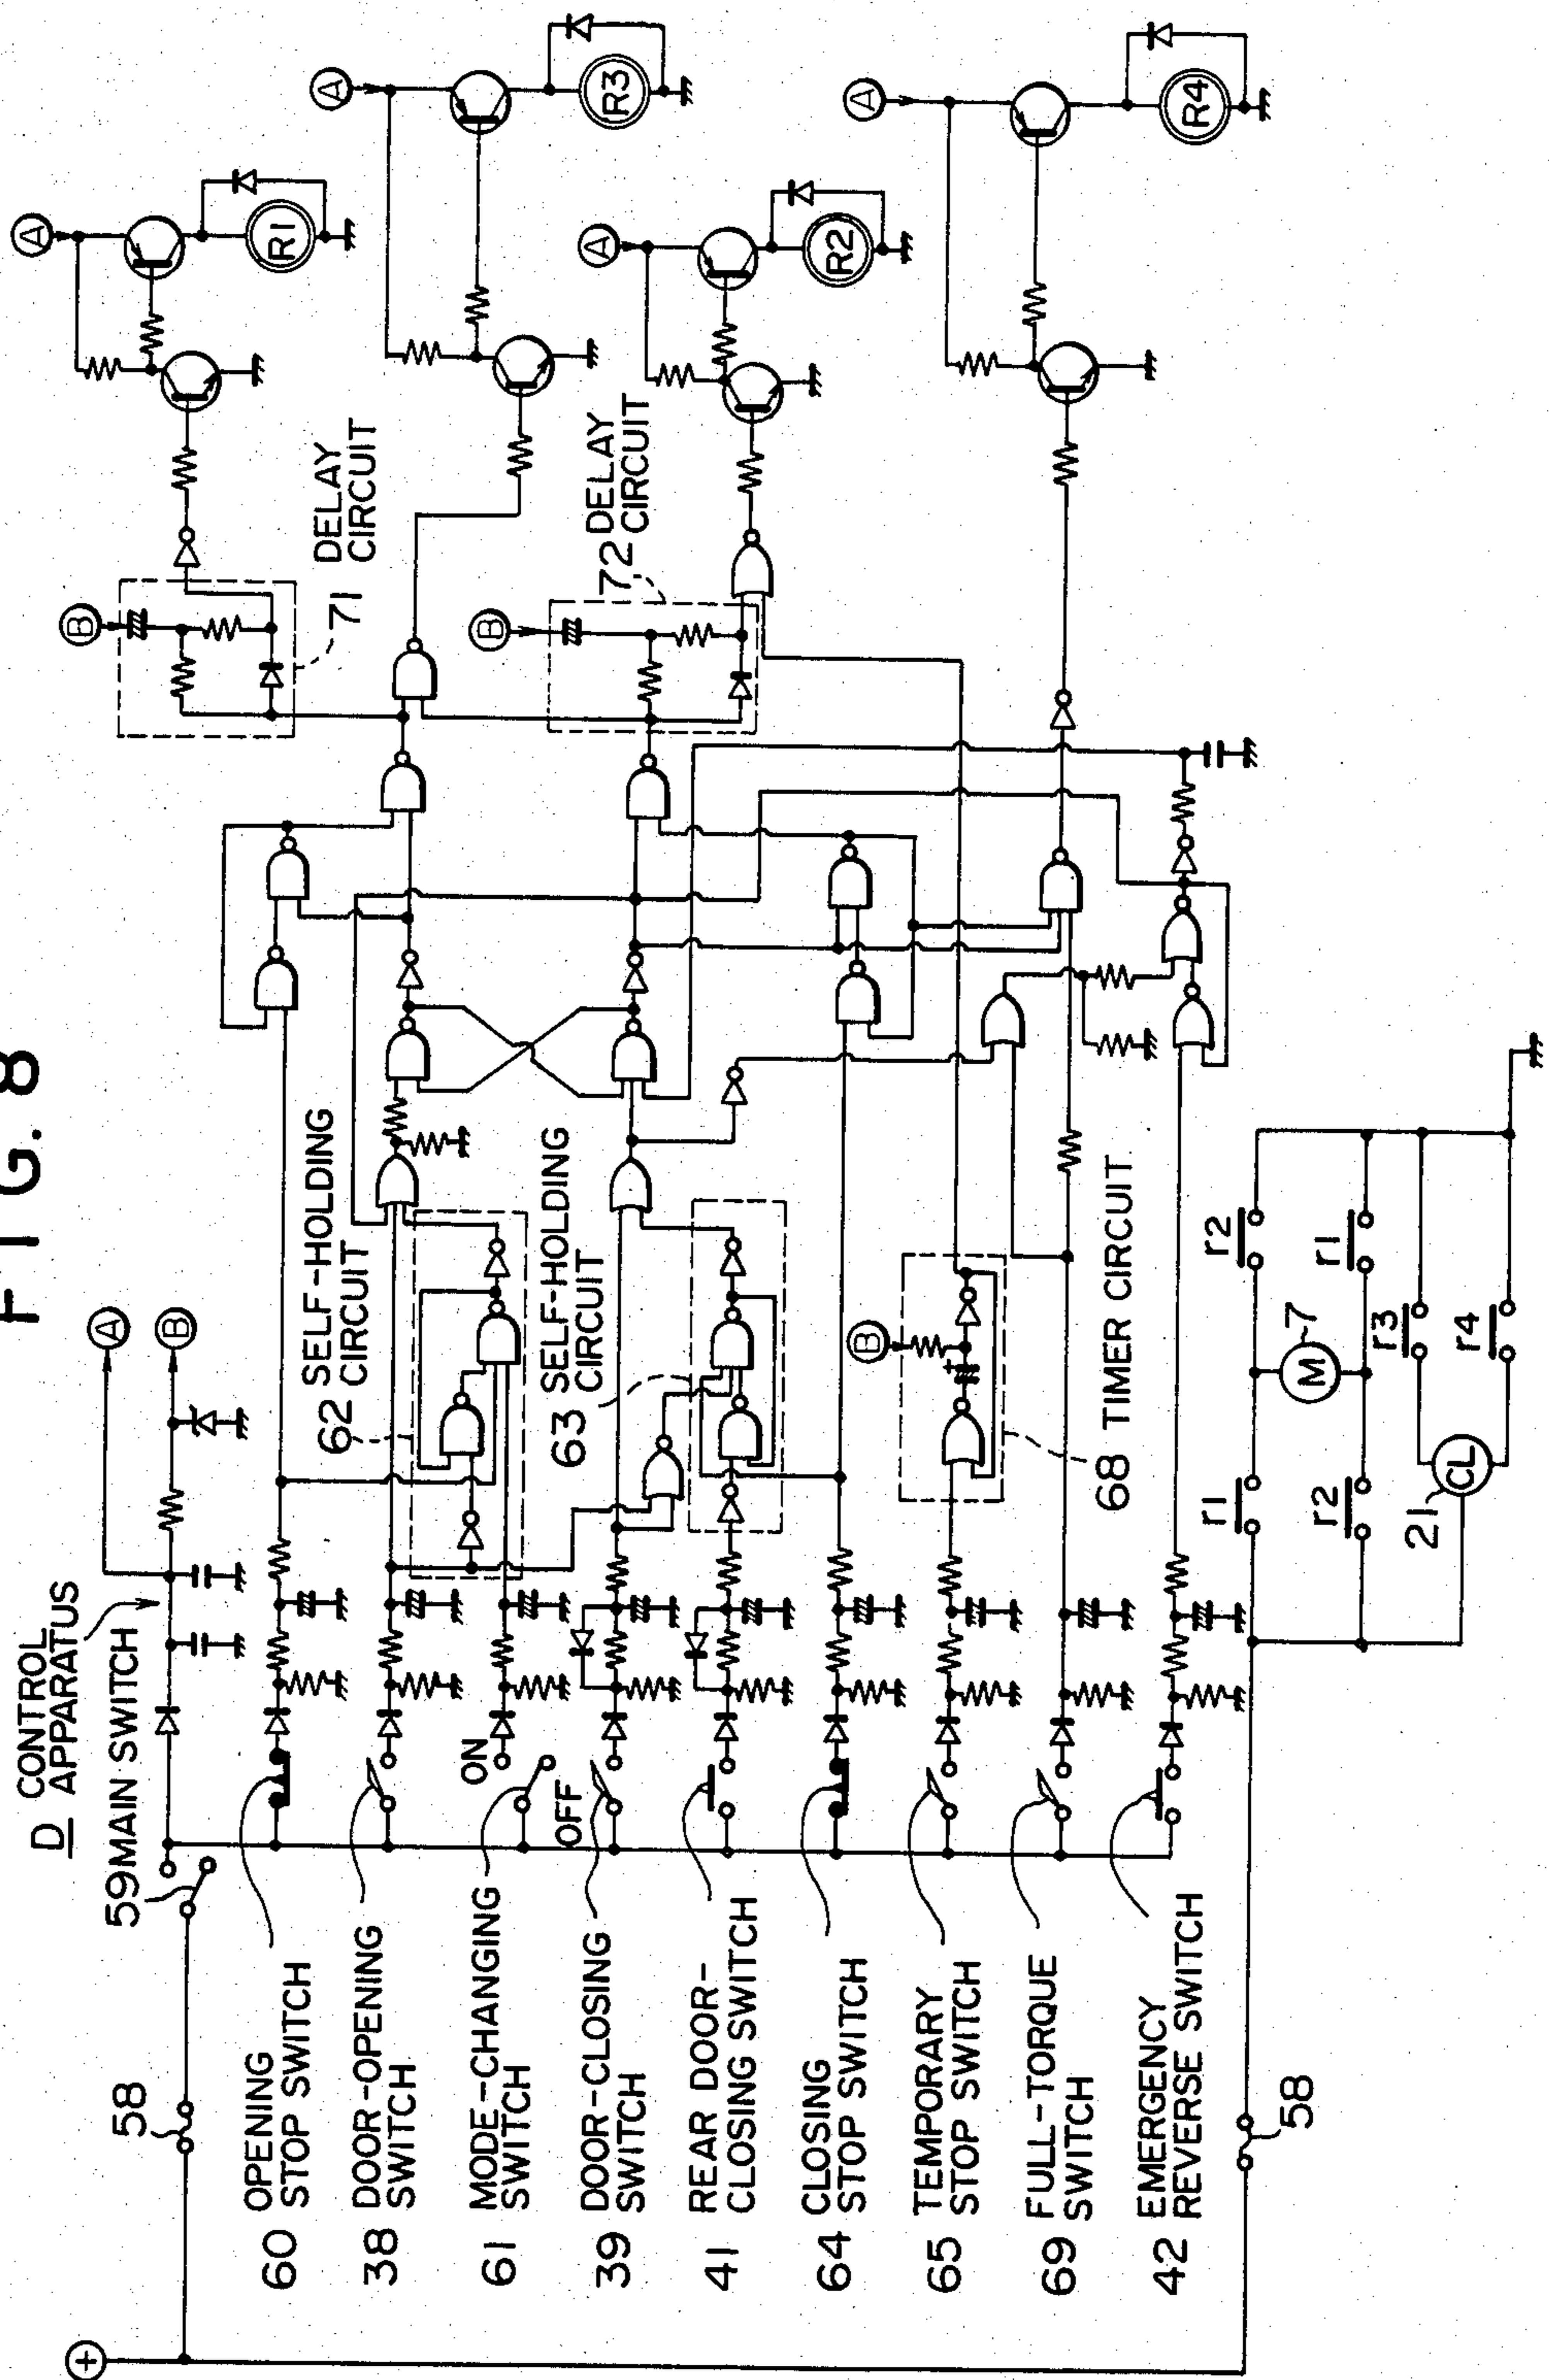 FIG. 8
D CONTROL
APPARATUS
59 MAIN SWITCH
58
A
B
60 OPENING
STOP SWITCH
38 DOOR-OPENING
SWITCH
61 MODE-CHANGING
SWITCH
ON
OFF
39 DOOR-CLOSING
SWITCH
41 REAR DOOR-
CLOSING SWITCH
64 CLOSING
STOP SWITCH
65 TEMPORARY
STOP SWITCH
69 FULL-TORQUE
SWITCH
42 EMERGENCY
REVERSE SWITCH
58
62 SELF-HOLDING
CIRCUIT
63 SELF-HOLDING
CIRCUIT
B
68 TIMER CIRCUIT
B
71 DELAY
CIRCUIT
B
72 DELAY
CIRCUIT
A
R1
A
R3
A
R2
A
R4
r1
r2
M 7
r2
r1
r3
21 CL
r4
+